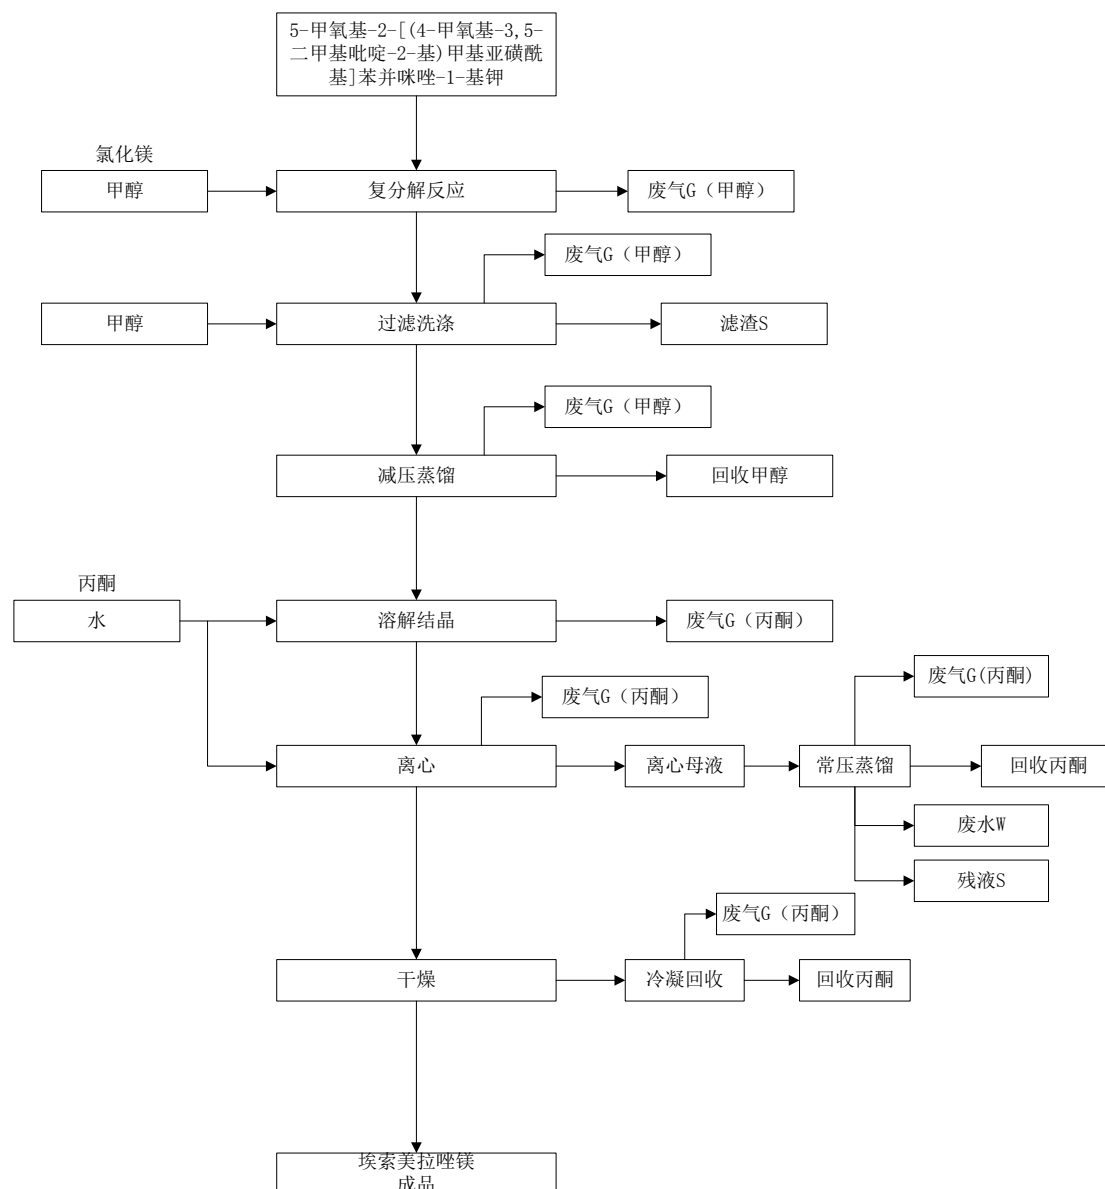 5-甲氧基-2-[(4-甲氧基-3,5-
二甲基吡啶-2-基)甲基亚磺酰
基]苯并咪唑-1-基钾
氯化镁
甲醇
复分解反应
废气G（甲醇）
废气G（甲醇）
甲醇
过滤洗涤
滤渣S
废气G（甲醇）
减压蒸馏
回收甲醇
丙酮
水
溶解结晶
废气G（丙酮）
废气G(丙酮)
废气G（丙酮）
离心
离心母液
常压蒸馏
回收丙酮
废水W
残液S
废气G（丙酮）
干燥
冷凝回收
回收丙酮
埃索美拉唑镁
成品